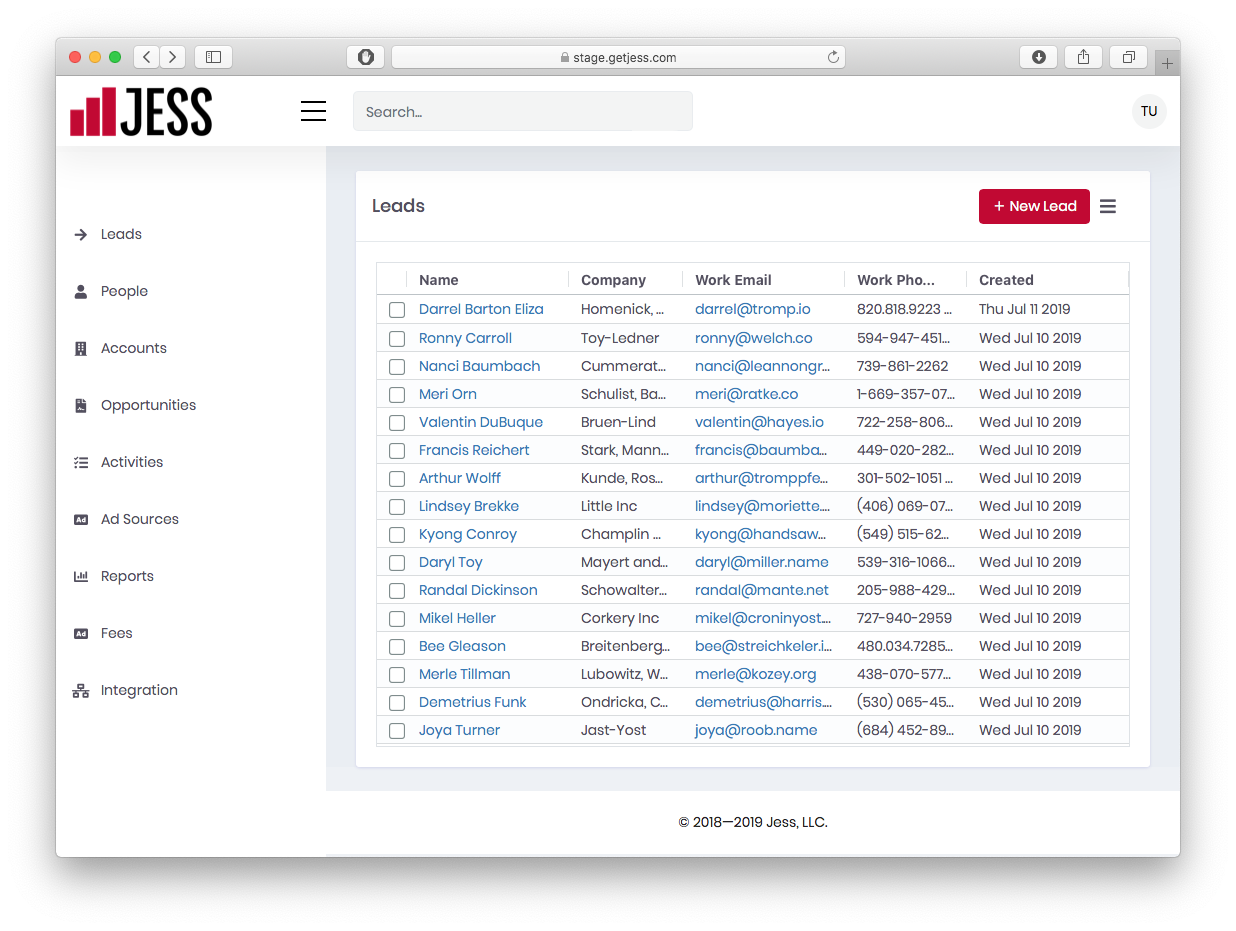 stage.getjess.com
JESS
Search...
TU
Leads
People
Accounts
Opportunities
Activities
Ad Ad Sources
Reports
Ad Fees
Integration
Leads
+ New Lead
Name Company Work Email Work Pho... Created
Darrel Barton Eliza Homenick, ... darrel@tromp.io 820.818.9223 ... Thu Jul 11 2019
Ronny Carroll Toy-Ledner ronny@welch.co 594-947-451... Wed Jul 10 2019
Nanci Baumbach Cummerat... nanci@leannongr... 739-861-2262 Wed Jul 10 2019
Meri Orn Schulist, Ba... meri@ratke.co 1-669-357-07... Wed Jul 10 2019
Valentin DuBuque Bruen-Lind valentin@hayes.io 722-258-806... Wed Jul 10 2019
Francis Reichert Stark, Mann... francis@baumba... 449-020-282... Wed Jul 10 2019
Arthur Wolff Kunde, Ros... arthur@tromppfe... 301-502-1051 ... Wed Jul 10 2019
Lindsey Brekke Little Inc lindsey@moriette.... (406) 069-07... Wed Jul 10 2019
Kyong Conroy Champlin ... kyong@handsaw... (549) 515-62... Wed Jul 10 2019
Daryl Toy Mayert and... daryl@miller.name 539-316-1066... Wed Jul 10 2019
Randal Dickinson Schowalter... randal@mante.net 205-988-429... Wed Jul 10 2019
Mikel Heller Corkery Inc mikel@croninyost.... 727-940-2959 Wed Jul 10 2019
Bee Gleason Breitenberg... bee@streichkeler.i... 480.034.7285... Wed Jul 10 2019
Merle Tillman Lubowitz, W... merle@kozey.org 438-070-577... Wed Jul 10 2019
Demetrius Funk Ondricka, C... demetrius@harris.... (530) 065-45... Wed Jul 10 2019
Joya Turner Jast-Yost joya@roob.name (684) 452-89... Wed Jul 10 2019
© 2018—2019 Jess, LLC.